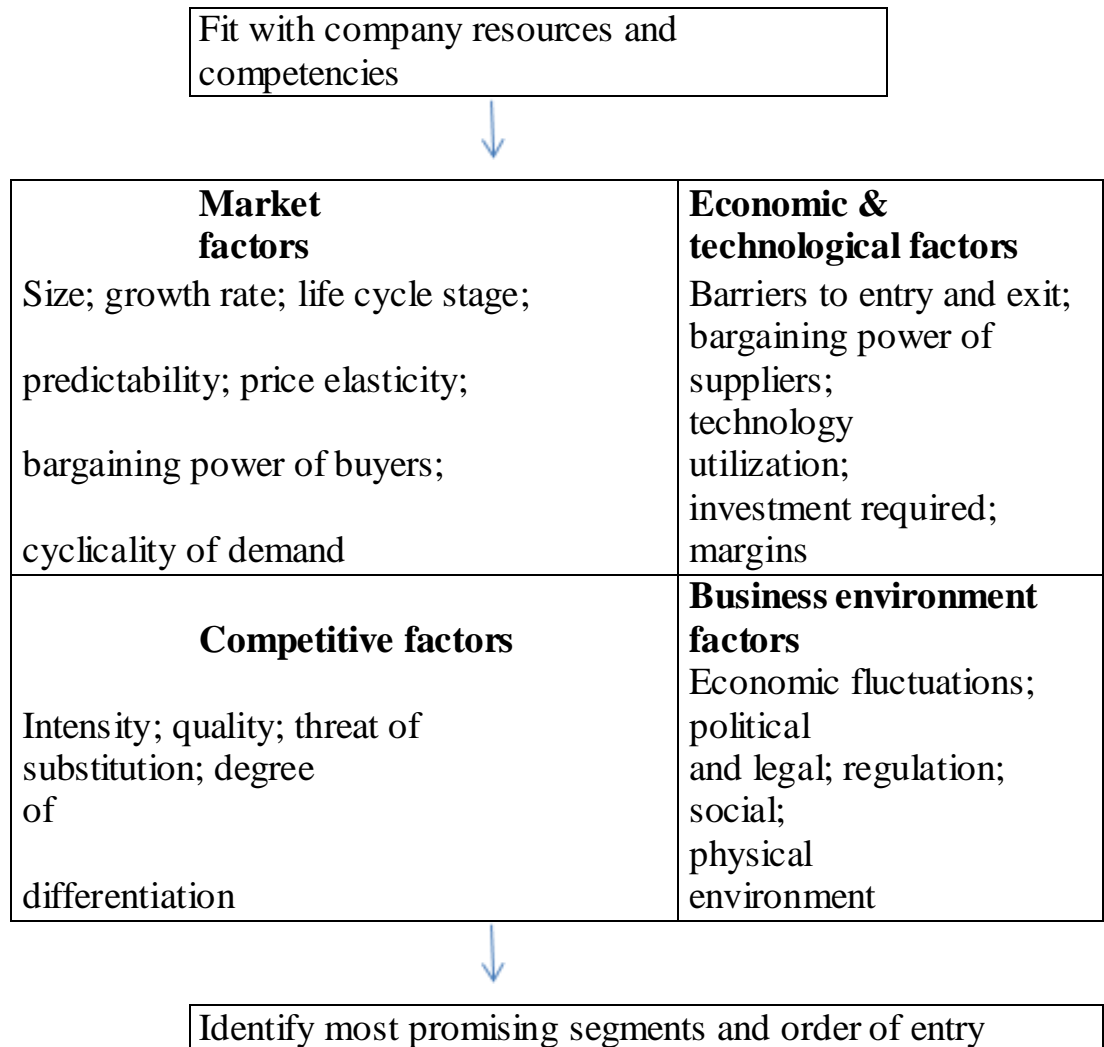 Fit with company resources and
competencies
Market
factors
Size; growth rate; life cycle stage;
predictability; price elasticity;
bargaining power of buyers;
cyclicality of demand
Economic &
technological factors
Barriers to entry and exit;
bargaining power of
suppliers;
technology
utilization;
investment required;
margins
Competitive factors
Intensity; quality; threat of
substitution; degree
of
differentiation
Business environment
factors
Economic fluctuations;
political
and legal; regulation;
social;
physical
environment
Identify most promising segments and order of entry